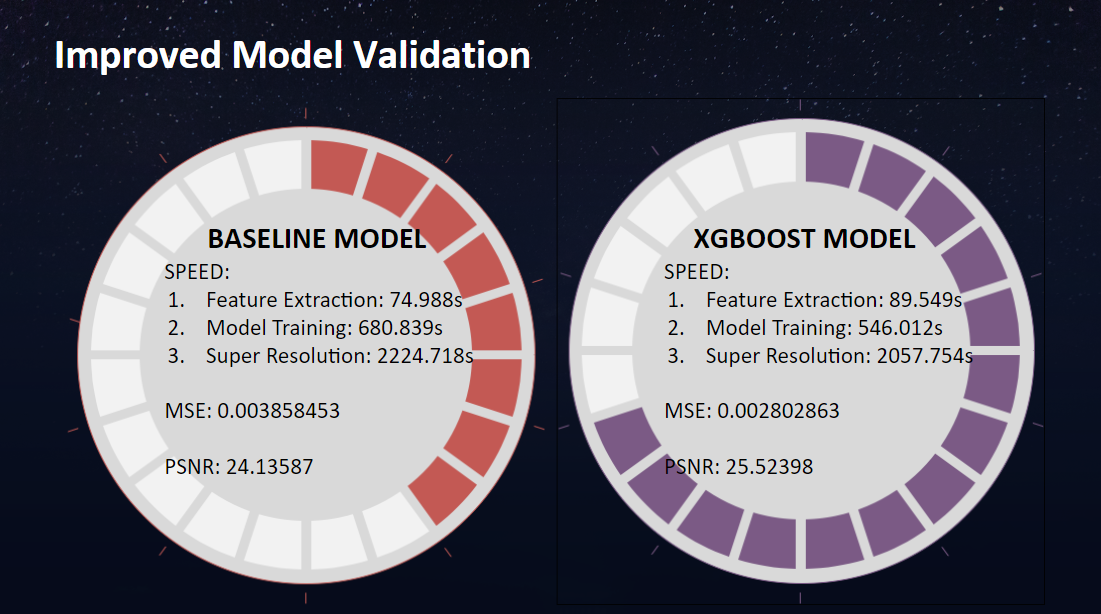 Improved Model Validation
BASELINE MODEL
SPEED:
1. Feature Extraction: 74.988s
2. Model Training: 680.839s
3. Super Resolution: 2224.718s
MSE: 0.003858453
PSNR: 24.13587
XGBOOST MODEL
SPEED:
1. Feature Extraction: 89.549s
2. Model Training: 546.012s
3. Super Resolution: 2057.754s
MSE: 0.002802863
PSNR: 25.52398